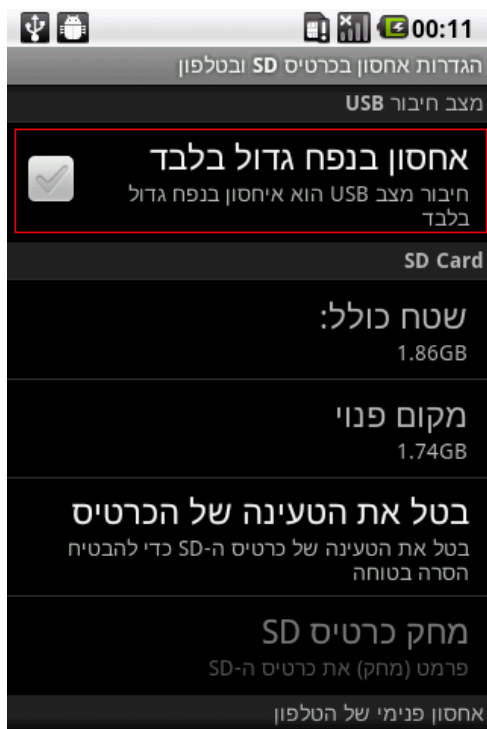 00:11
הגדרות אחסון בכרטיס SD ובטלפון
מצב חיבור USB
אחסון בנפח גדול בלבד
חיבור מצב USB הוא איחסון בנפח גדול
בלבד
SD Card
שטח כולל:
1.86GB
מקום פנוי
1.74GB
בטל את הטעינה של הכרטיס
בטל את הטעינה של כרטיס ה-SD כדי להבטיח
הסרה בטוחה
מחק כרטיס SD
פרמט (מחק) את כרטיס ה-SD
אחסון פנימי של הטלפון